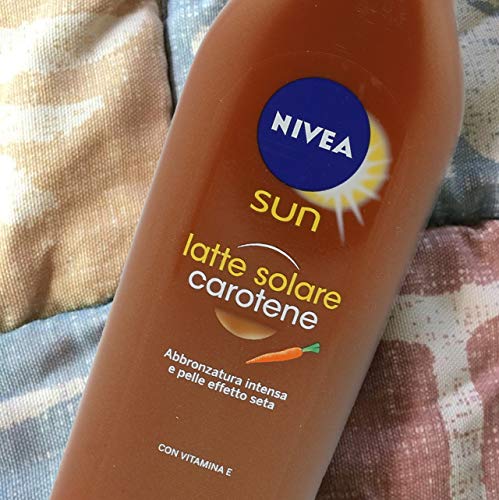 NIVEA
sun
latte solare
carotene
Abbronzatura intensa
e pelle effetto seta
CON VITAMINA E